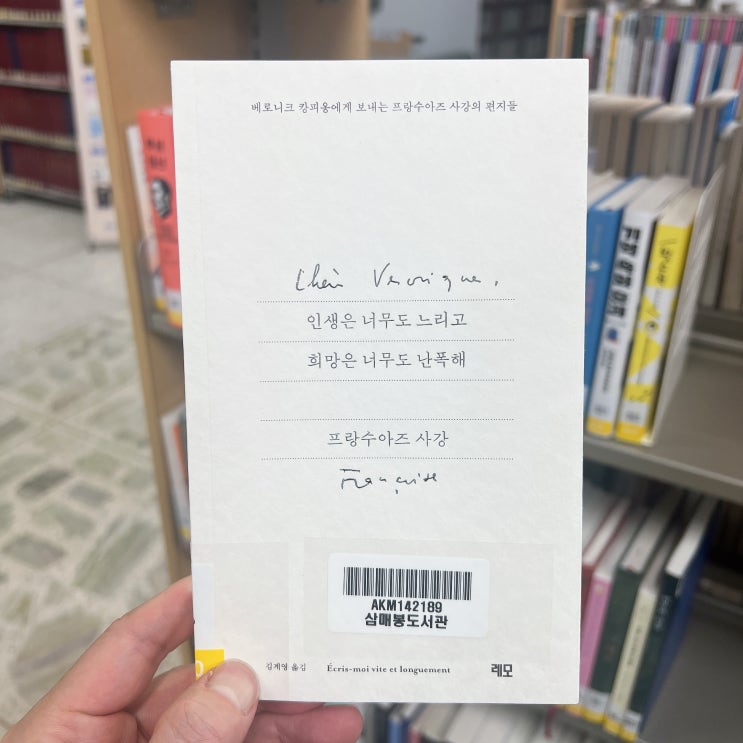 베로니크 캉피옹에게 보내는 프랑수아즈 사강의 편지들
Veronique,
인생은 너무도 느리고
희망은 너무도 난폭해
프랑수아즈 사강
Françoise
AKM142189
삼매봉도서관
김계영 옮김
Écris-moi vite et longuement
레모